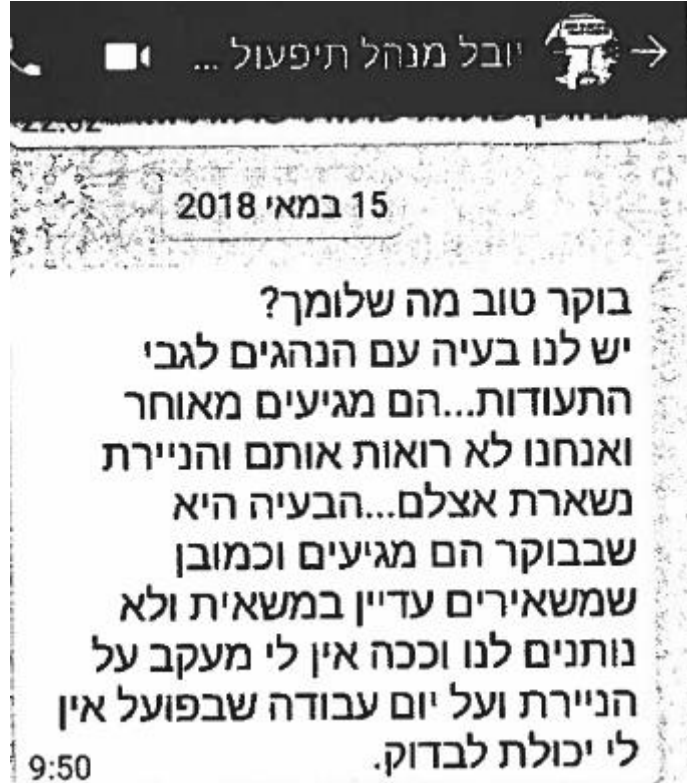 יובל מנהל תיפעול ...
22:02
15 במאי 2018
בוקר טוב מה שלומך?
יש לנו בעיה עם הנהגים לגבי
התעודות...הם מגיעים מאוחר
ואנחנו לא רואות אותם והניירת
נשארת אצלם...הבעיה היא
שבבוקר הם מגיעים וכמובן
שמשאירים עדיין במשאית ולא
נותנים לנו וככה אין לי מעקב על
הניירת ועל יום עבודה שבפועל אין
לי יכולת לבדוק.
9:50